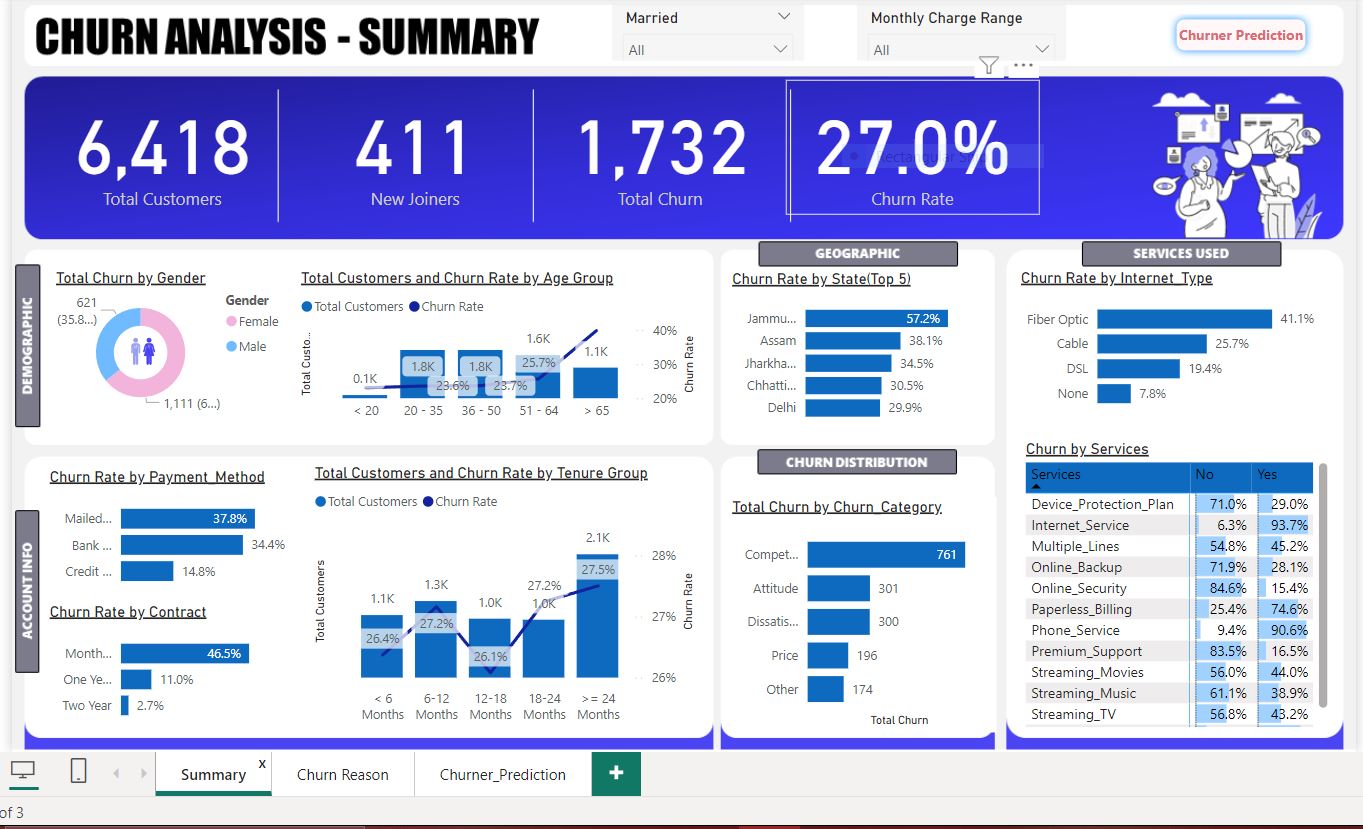 CHURN ANALYSIS - SUMMARY
Married
All
Monthly Charge Range
All
Churner Prediction
6,418
Total Customers
411
New Joiners
1,732
Total Churn
27.0%
Churn Rate
DEMOGRAPHIC
Total Churn by Gender
621
(35.8...)
1,111 (6...)
Gender
Female
Male
Total Customers and Churn Rate by Age Group
Total Customers Churn Rate
Total Custo...
0.1K
1.8K
1.8K
1.6K
1.1K
23.6%
23.7%
25.7%
40%
30%
20%
Churn Rate
< 20
20 - 35
36 - 50
51 - 64
> 65
GEOGRAPHIC
Churn Rate by State(Top 5)
Jammu... 57.2%
Assam 38.1%
Jharkha... 34.5%
Chhatti... 30.5%
Delhi 29.9%
SERVICES USED
Churn Rate by Internet_Type
Fiber Optic 41.1%
Cable 25.7%
DSL 19.4%
None 7.8%
Churn by Services
Services No Yes
Device_Protection_Plan 71.0% 29.0%
Internet_Service 6.3% 93.7%
Multiple_Lines 54.8% 45.2%
Online_Backup 71.9% 28.1%
Online_Security 84.6% 15.4%
Paperless_Billing 25.4% 74.6%
Phone_Service 9.4% 90.6%
Premium_Support 83.5% 16.5%
Streaming_Movies 56.0% 44.0%
Streaming_Music 61.1% 38.9%
Streaming_TV 56.8% 43.2%
ACCOUNT INFO
Churn Rate by Payment_Method
Mailed... 37.8%
Bank ... 34.4%
Credit ... 14.8%
Churn Rate by Contract
Month... 46.5%
One Ye... 11.0%
Two Year 2.7%
Total Customers and Churn Rate by Tenure Group
Total Customers Churn Rate
Total Customers
1.1K
1.3K
1.0K
1.0K
2.1K
26.4%
27.2%
26.1%
27.2%
27.5%
28%
27%
26%
Churn Rate
< 6
Months
6-12
Months
12-18
Months
18-24
Months
>= 24
Months
CHURN DISTRIBUTION
Total Churn by Churn_Category
Compet... 761
Attitude 301
Dissatis... 300
Price 196
Other 174
Total Churn
Summary
x
Churn Reason
Churner_Prediction
+
of 3